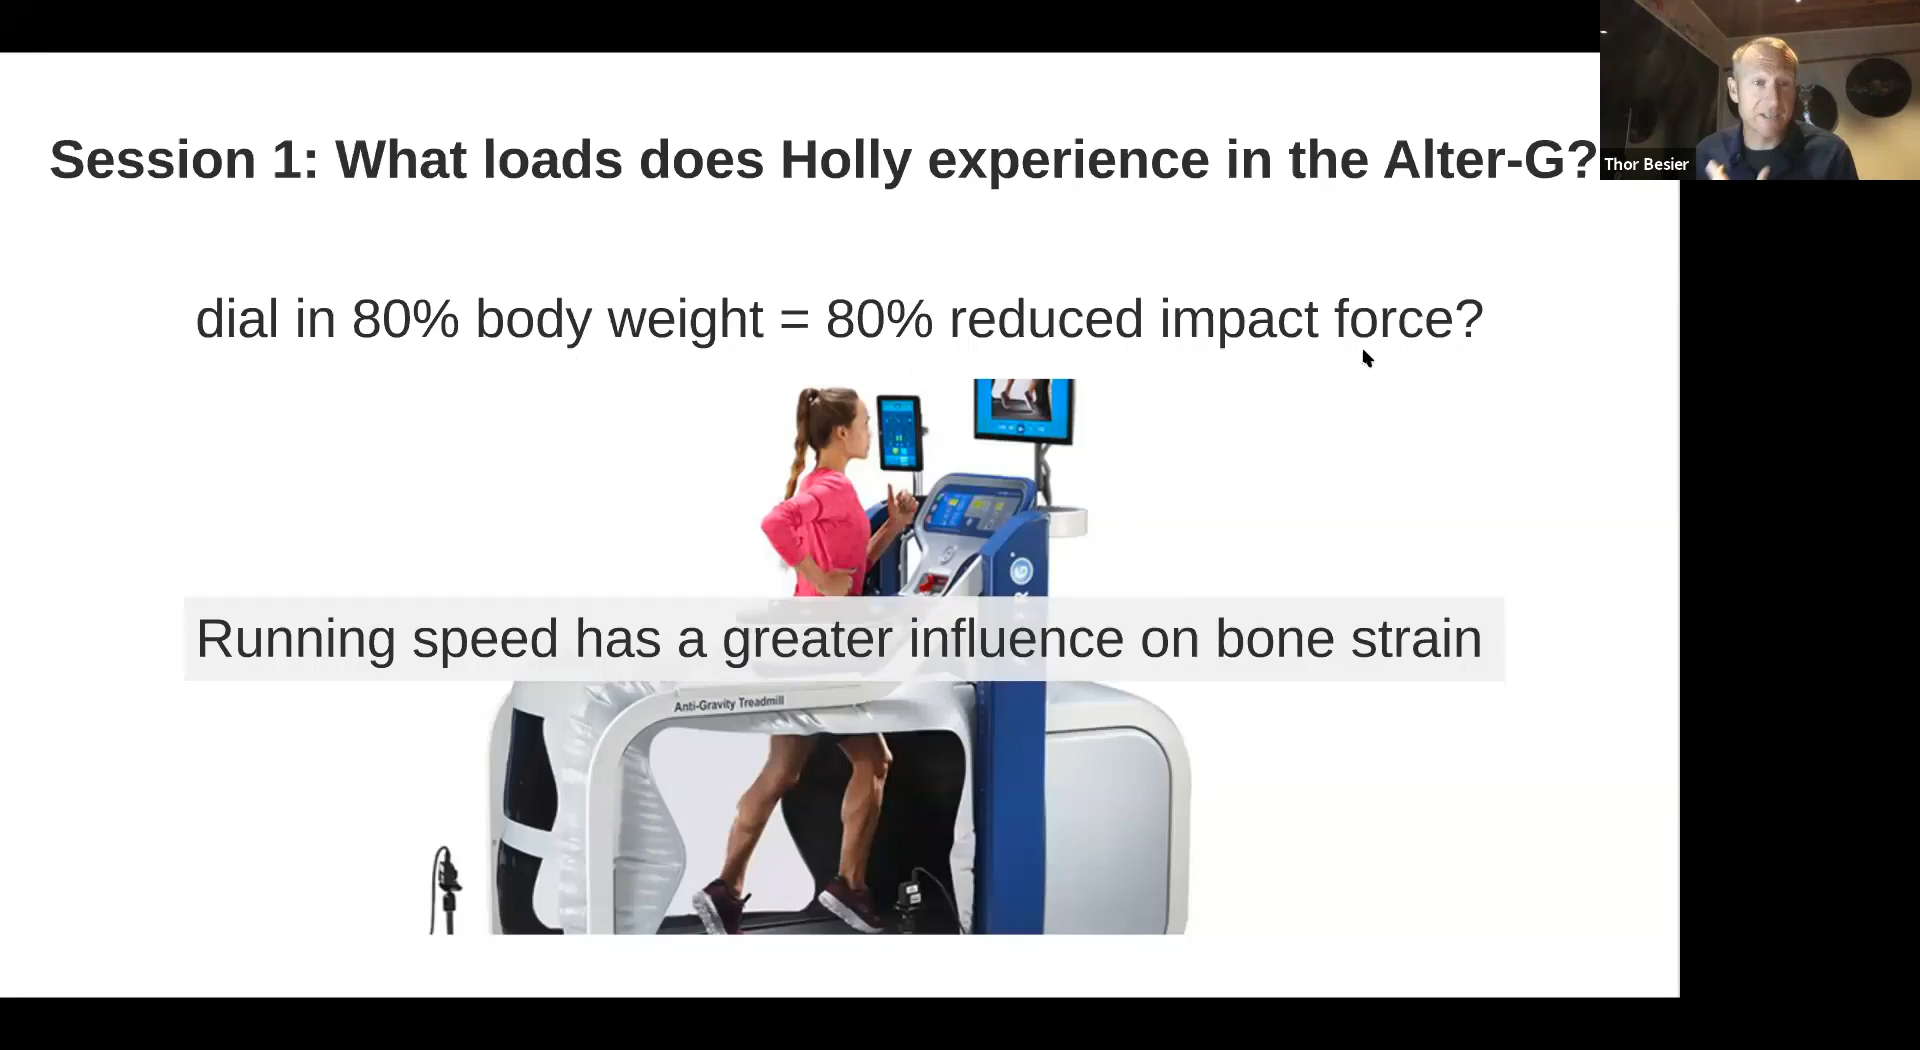 Session 1: What loads does Holly experience in the Alter-G?
Thor Besier
dial in 80% body weight = 80% reduced impact force?
Running speed has a greater influence on bone strain
Anti-Gravity Treadmill